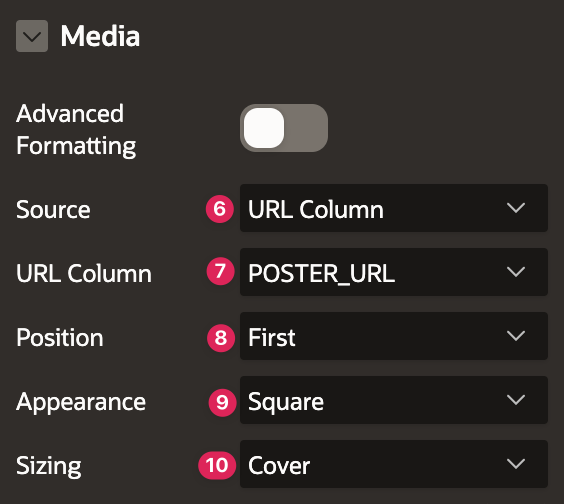 Media
Advanced
Formatting
Source 6 URL Column
URL Column 7 POSTER_URL
Position 8 First
Appearance 9 Square
Sizing 10 Cover